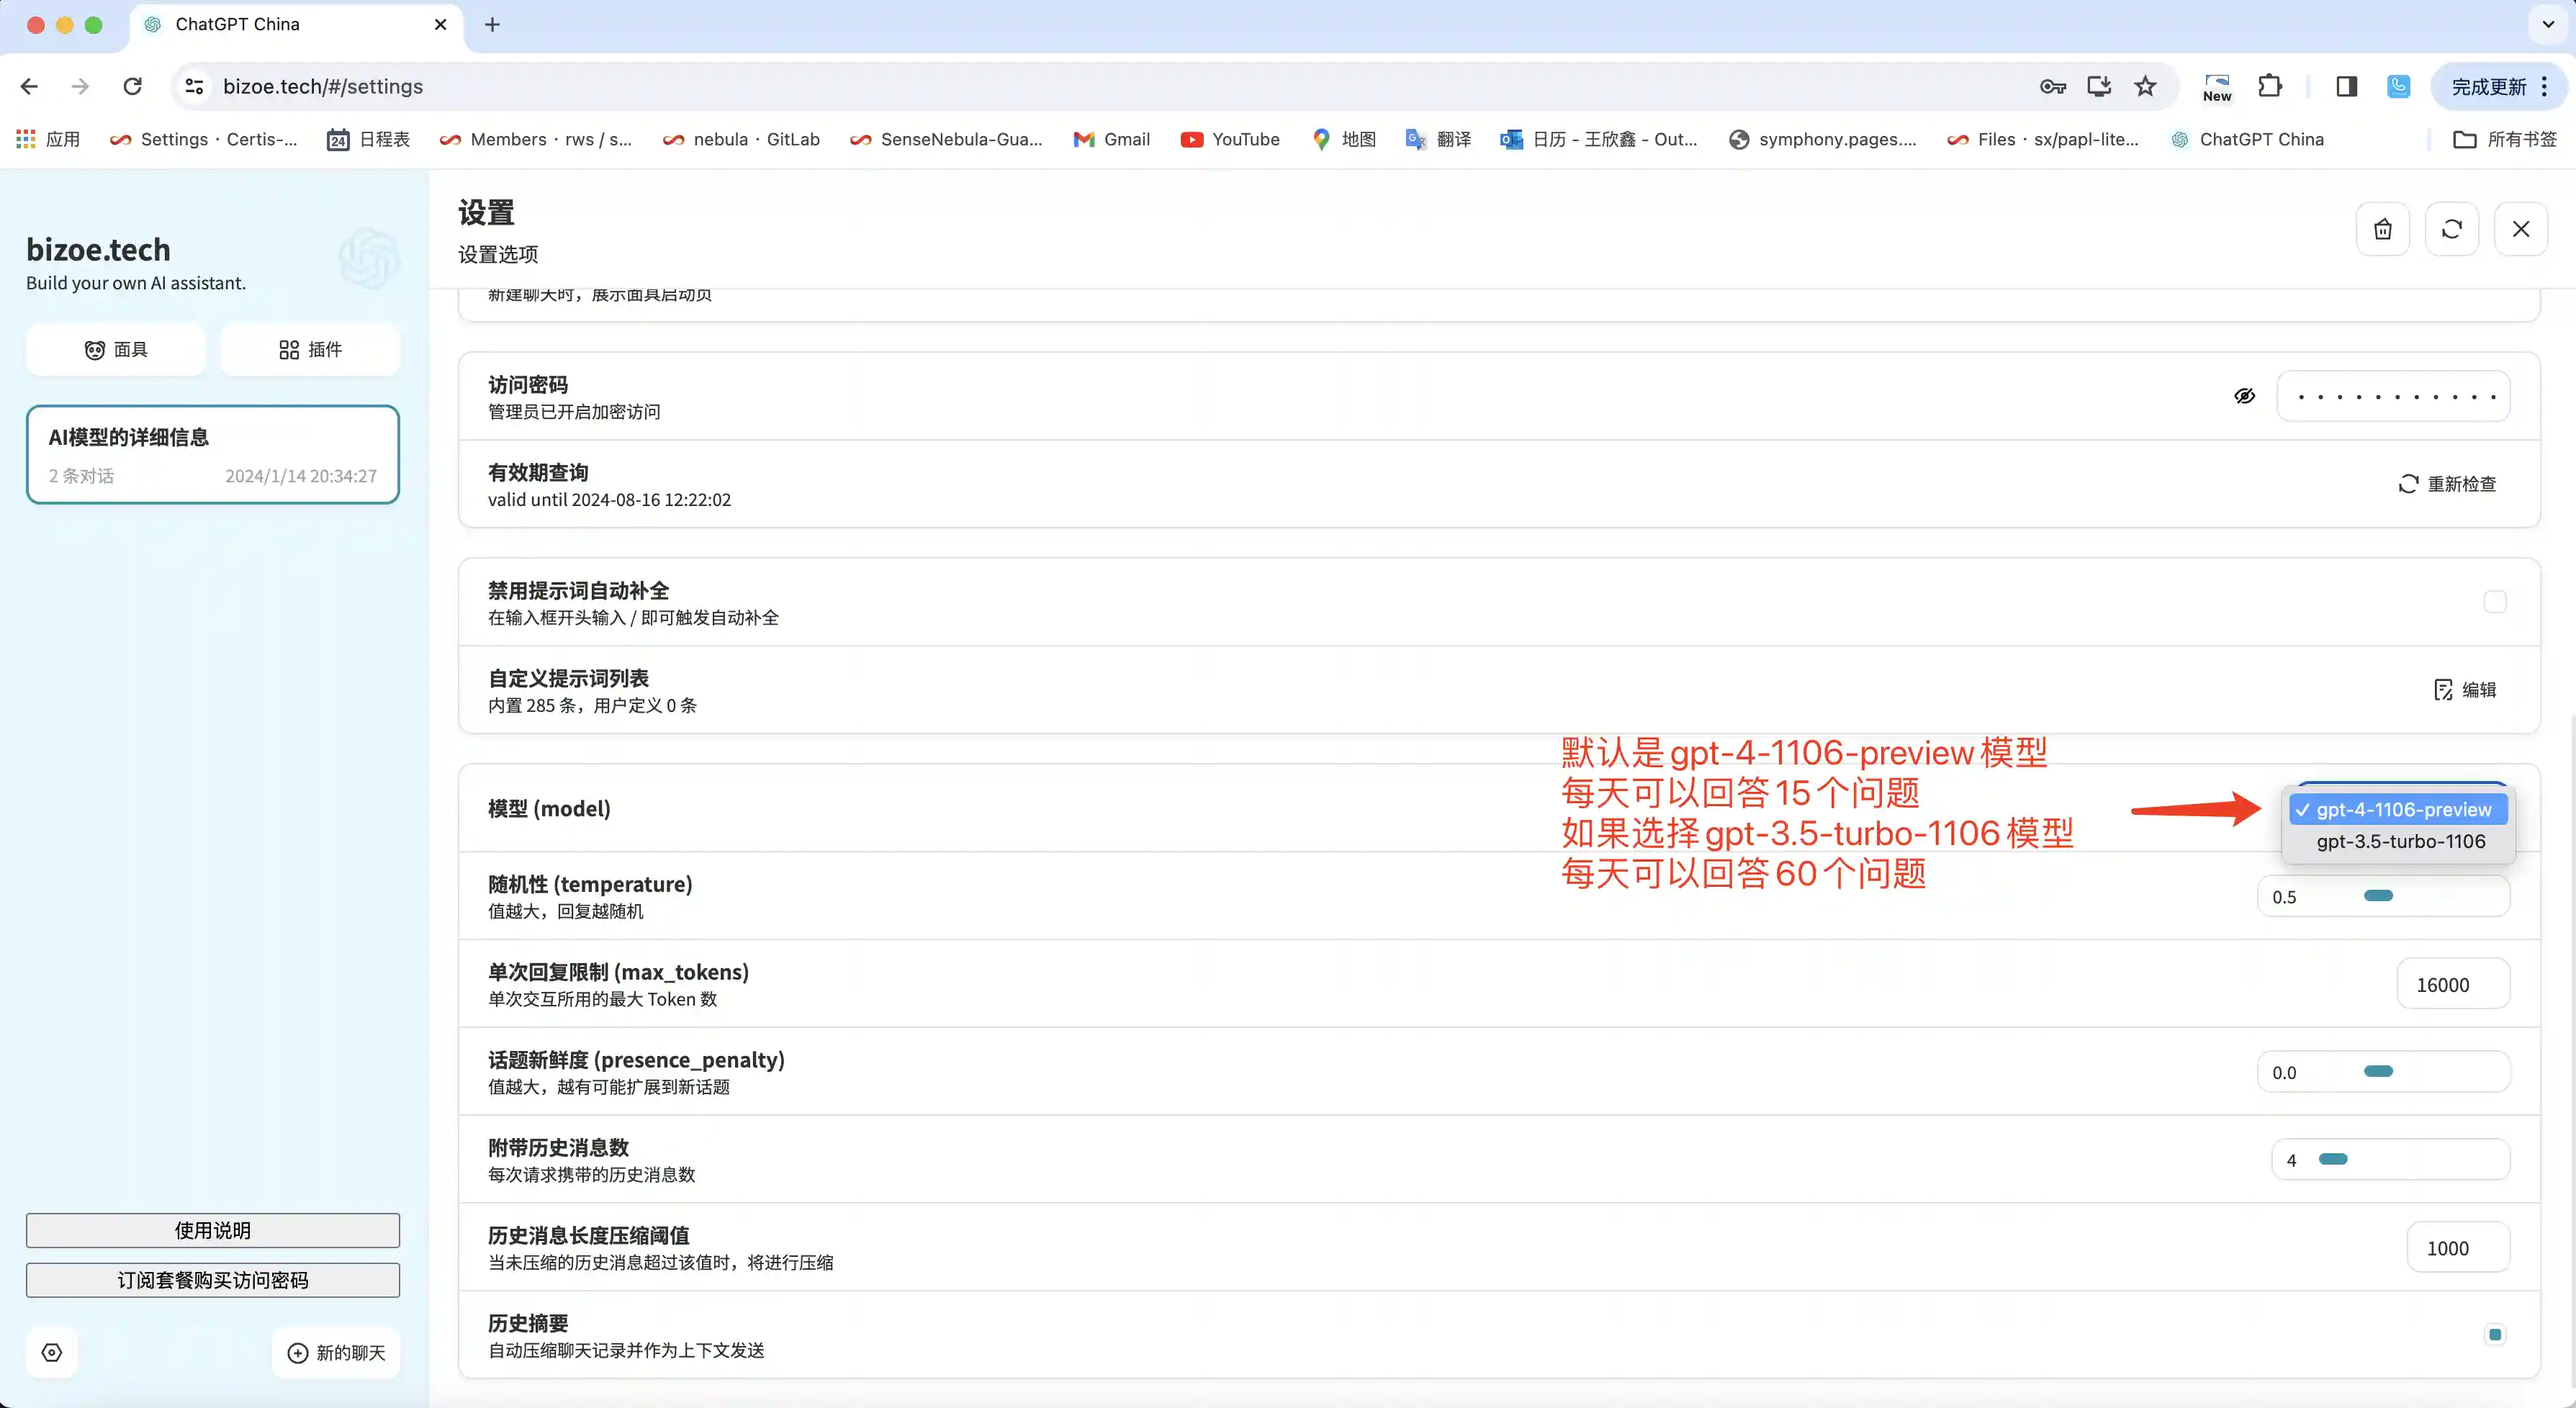 ChatGPT China
bizoe.tech/#/settings
New
完成更新
应用
Settings · Certis-...
24
日程表
Members · rws / s...
nebula · GitLab
SenseNebula-Gua...
Gmail
YouTube
地图
翻译
日历 - 王欣鑫 - Out...
symphony.pages....
Files · sx/papl-lite...
ChatGPT China
所有书签
bizoe.tech
Build your own AI assistant.
面具
插件
AI模型的详细信息
2 条对话
2024/1/14 20:34:27
使用说明
订阅套餐购买访问密码
新的聊天
设置
设置选项
新建聊天时，展示面具启动页
访问密码
管理员已开启加密访问
有效期查询
valid until 2024-08-16 12:22:02
重新检查
禁用提示词自动补全
在输入框开头输入 / 即可触发自动补全
自定义提示词列表
内置 285 条，用户定义 0 条
编辑
默认是gpt-4-1106-preview模型
每天可以回答15个问题
如果选择gpt-3.5-turbo-1106模型
每天可以回答60个问题
模型 (model)
✓ gpt-4-1106-preview
gpt-3.5-turbo-1106
随机性 (temperature)
值越大，回复越随机
0.5
单次回复限制 (max_tokens)
单次交互所用的最大 Token 数
16000
话题新鲜度 (presence_penalty)
值越大，越有可能扩展到新话题
0.0
附带历史消息数
每次请求携带的历史消息数
4
历史消息长度压缩阈值
当未压缩的历史消息超过该值时，将进行压缩
1000
历史摘要
自动压缩聊天记录并作为上下文发送